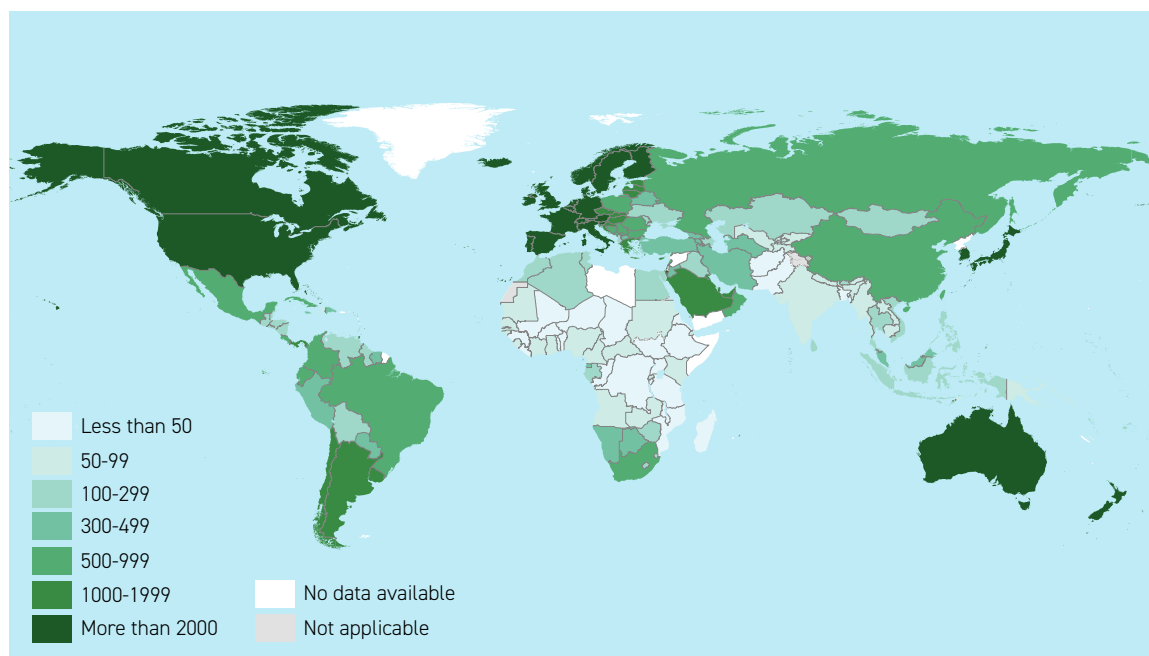 Less than 50
50-99
100-299
300-499
500-999
1000-1999
More than 2000
No data available
Not applicable